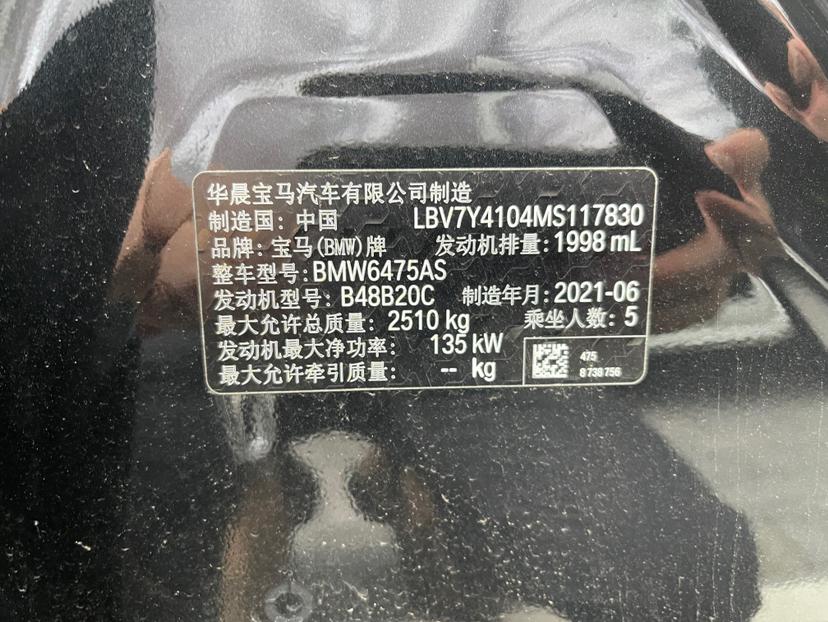 华晨宝马汽车有限公司制造
制造国：中国 LBV7Y4104MS117830
品牌：宝马(BMW)牌 发动机排量：1998 mL
整车型号：BMW6475AS
发动机型号：B48B20C 制造年月：2021-06
最大允许总质量：2510 kg 乘坐人数：5
发动机最大净功率：135 kW
最大允许牵引质量：-- kg
475
8 738 756